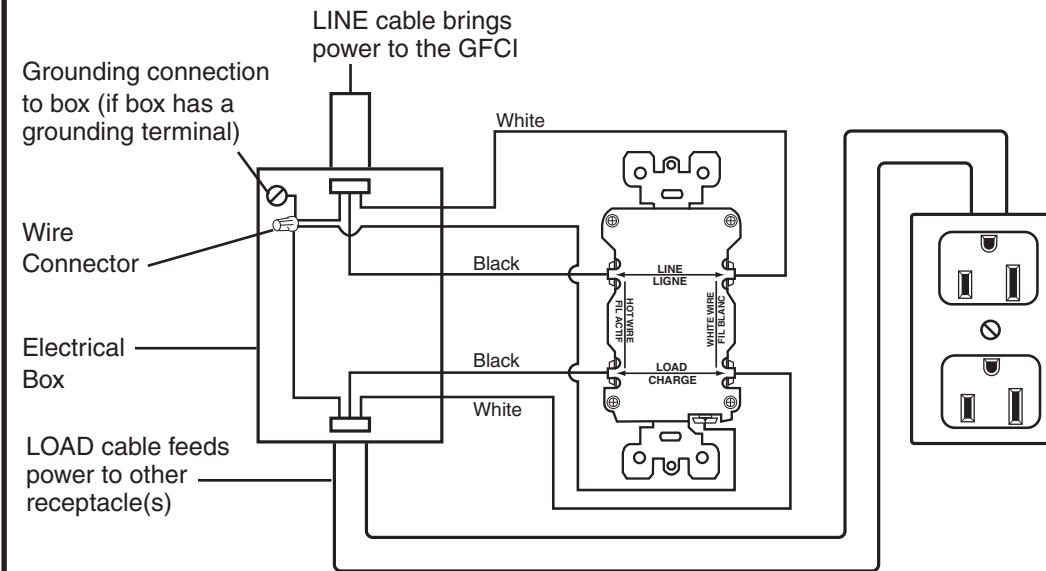 LINE cable brings
power to the GFCI
Grounding connection
to box (if box has a
grounding terminal)
White
Wire
Connector
Black
LINE
LIGNE
HOT WIRE
FIL ACTIF
WHITE WIRE
FIL BLANC
Electrical
Box
Black
LOAD
CHARGE
White
LOAD cable feeds
power to other
receptacle(s)